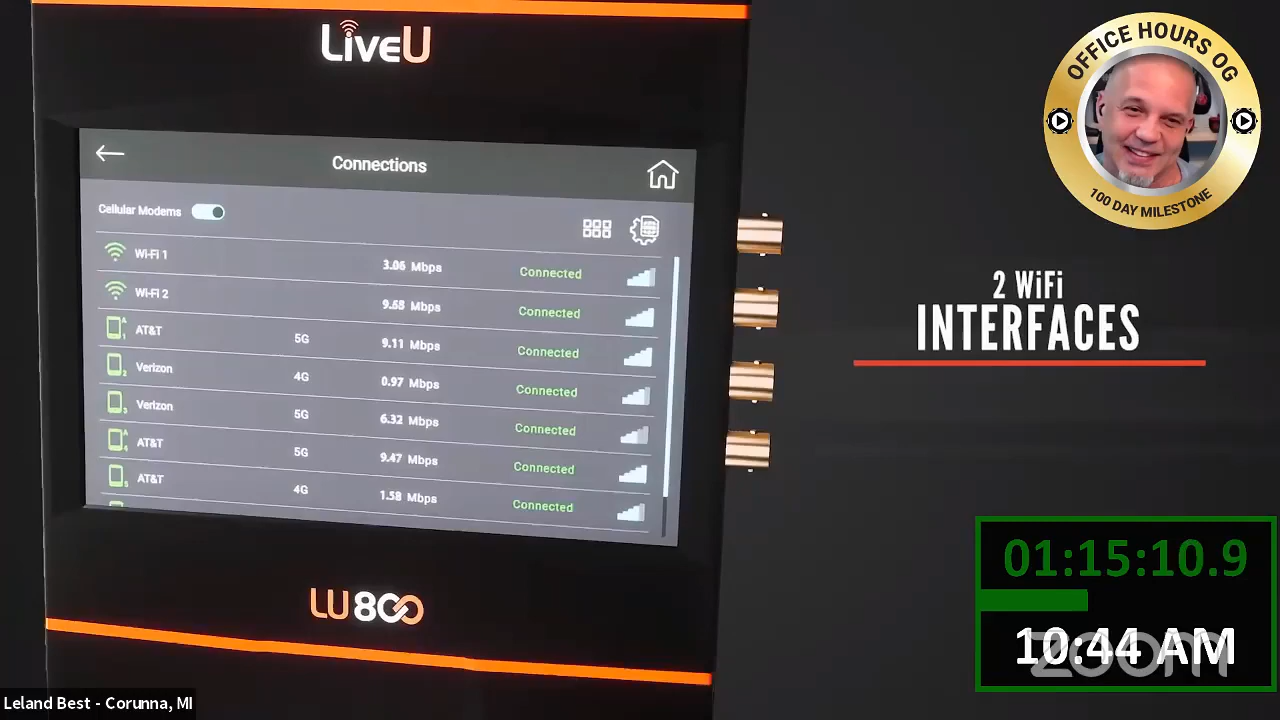 LiveU
Connections
Cellular Modems
Wi-Fi 1 3.06 Mbps Connected
Wi-Fi 2 9.58 Mbps Connected
AT&T 5G 9.11 Mbps Connected
Verizon 4G 0.97 Mbps Connected
Verizon 5G 6.32 Mbps Connected
AT&T 5G 9.47 Mbps Connected
AT&T 4G 1.58 Mbps Connected
LU800
OFFICE HOURS OG
100 DAY MILESTONE
2 WiFi
INTERFACES
01:15:10.9
10:44 AM
zoom
Leland Best - Corunna, MI